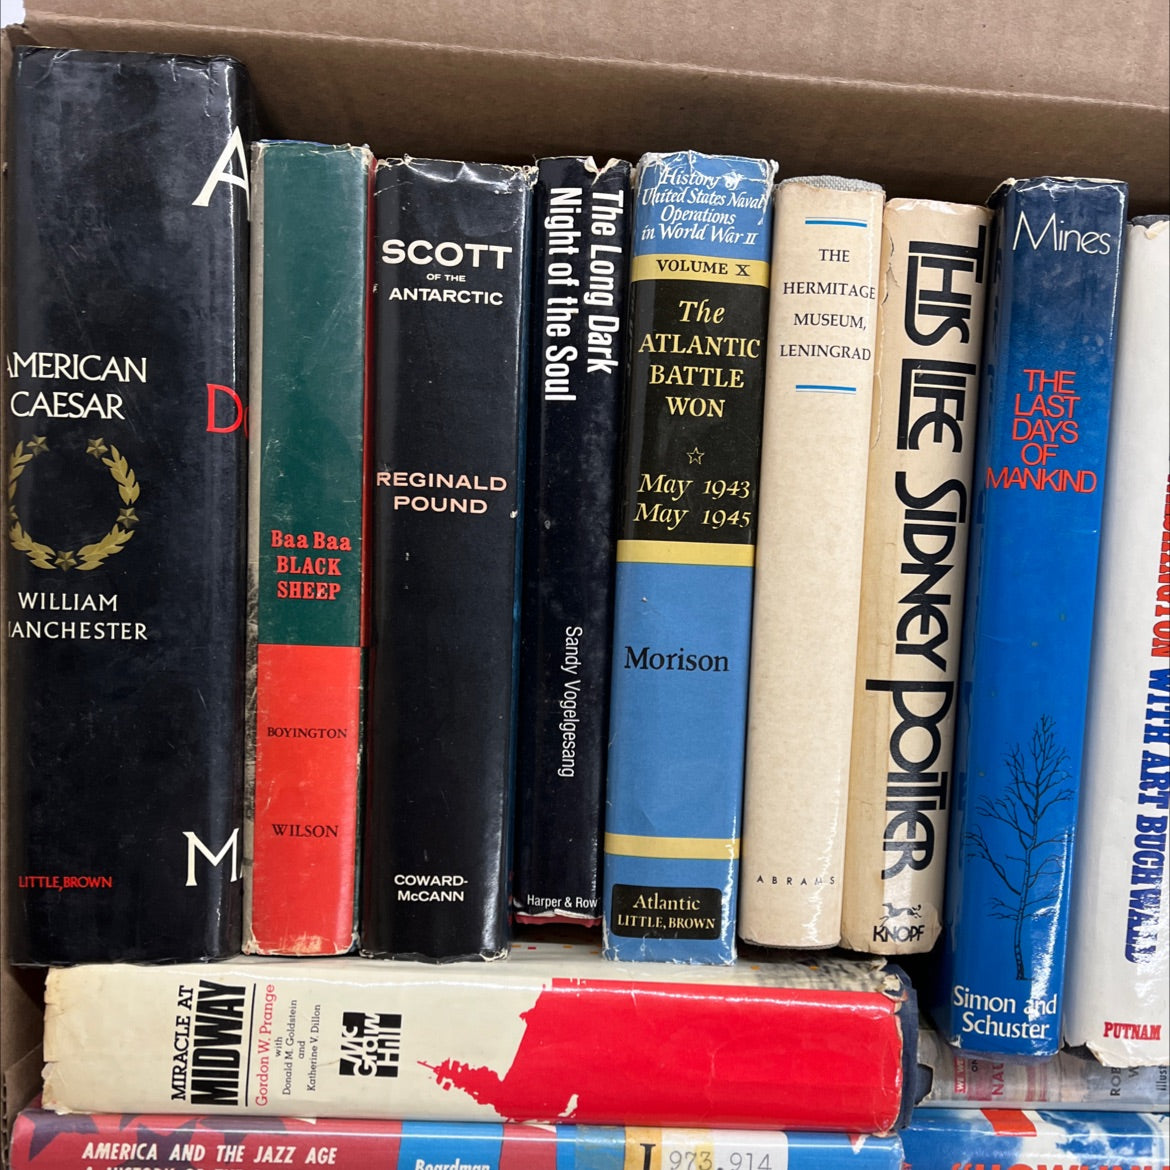 AMERICAN
CAESAR
WILLIAM
MANCHESTER
LITTLE, BROWN
A
D
M
Baa Baa
BLACK
SHEEP
BOYINGTON
WILSON
SCOTT
OF THE
ANTARCTIC
REGINALD
POUND
COWARD-
McCANN
The Long Dark
Night of the Soul
Sandy Vogelgesang
Harper & Row
History of
United States Naval
Operations
in World War II
VOLUME X
The
ATLANTIC
BATTLE
WON
May 1943
May 1945
Morison
Atlantic
LITTLE, BROWN
THE
HERMITAGE
MUSEUM,
LENINGRAD
ABRAMS
THIS LIFE SIDNEY POITIER
KNOPF
Mines
THE
LAST
DAYS
OF
MANKIND
Simon and
Schuster
WASHINGTON WITH ART BUCHWALD
PUTNAM
MIRACLE AT
MIDWAY
Gordon W. Prange
with
Donald M. Goldstein
and
Katherine V. Dillon
Mc
Graw
Hill
AMERICA AND THE JAZZ AGE
Boardman
J 973.914